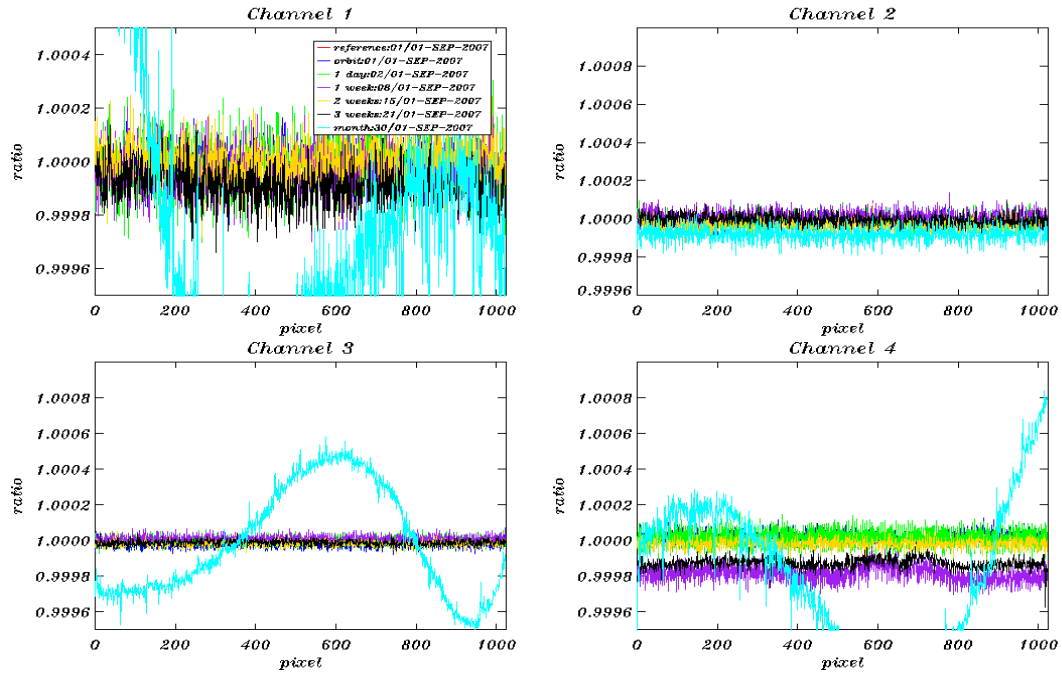 Channel 1
1.0004
1.0002
1.0000
0.9998
0.9996
ratio
0 200 400 600 800 1000
pixel
reference:01/01-SEP-2007
orbit:01/01-SEP-2007
1 day:02/01-SEP-2007
1 week:08/01-SEP-2007
2 weeks:15/01-SEP-2007
3 weeks:21/01-SEP-2007
month:30/01-SEP-2007
Channel 2
1.0008
1.0006
1.0004
1.0002
1.0000
0.9998
0.9996
ratio
0 200 400 600 800 1000
pixel
Channel 3
1.0008
1.0006
1.0004
1.0002
1.0000
0.9998
0.9996
ratio
0 200 400 600 800 1000
pixel
Channel 4
1.0008
1.0006
1.0004
1.0002
1.0000
0.9998
0.9996
ratio
0 200 400 600 800 1000
pixel